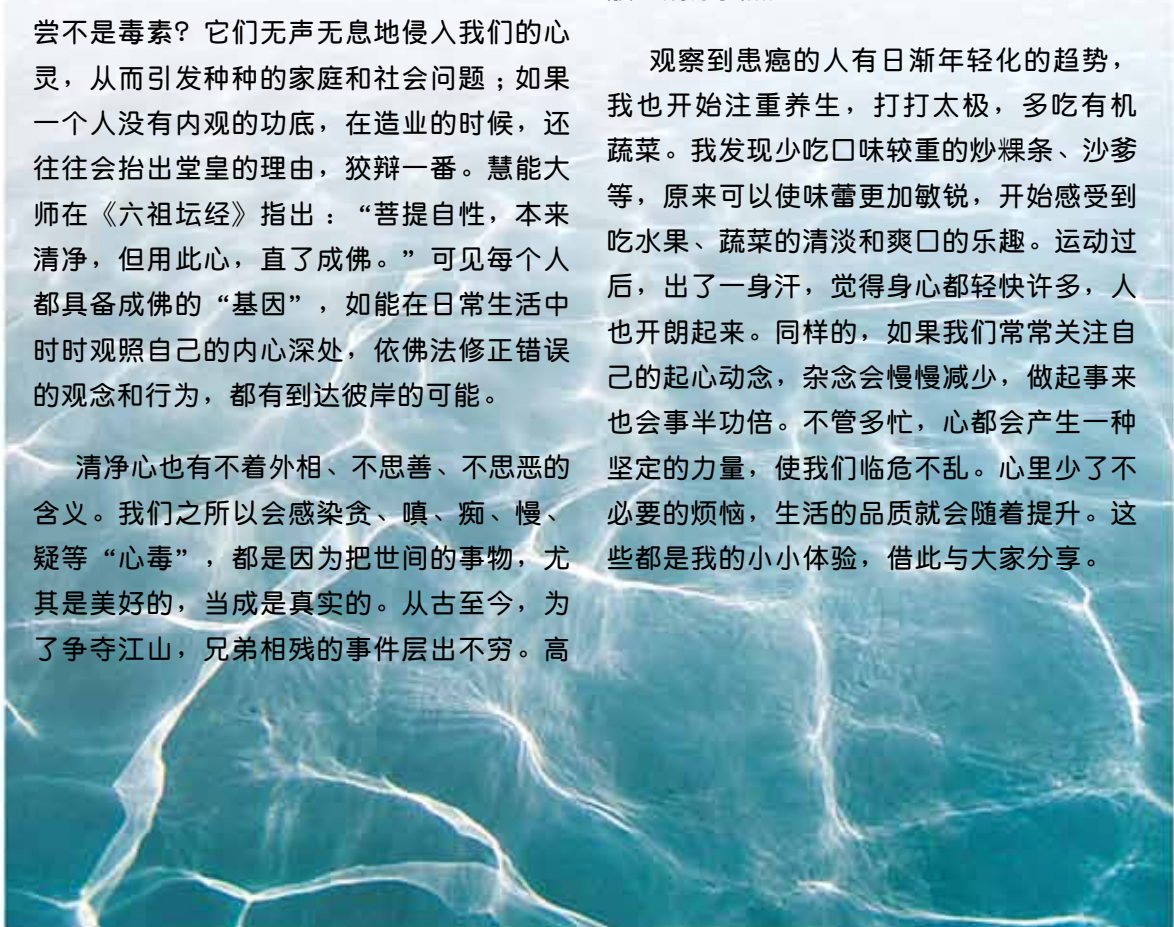 尝不是毒素？它们无声无息地侵入我们的心
灵，从而引发种种的家庭和社会问题；如果
一个人没有内观的功底，在造业的时候，还
往往会抬出堂皇的理由，狡辩一番。慧能大
师在《六祖坛经》指出：“菩提自性，本来
清净，但用此心，直了成佛。”可见每个人
都具备成佛的“基因”，如能在日常生活中
时时观照自己的内心深处，依佛法修正错误
的观念和行为，都有到达彼岸的可能。
清净心也有不着外相、不思善、不思恶的
含义。我们之所以会感染贪、嗔、痴、慢、
疑等“心毒”，都是因为把世间的事物，尤
其是美好的，当成是真实的。从古至今，为
了争夺江山，兄弟相残的事件层出不穷。高
观察到患癌的人有日渐年轻化的趋势，
我也开始注重养生，打打太极，多吃有机
蔬菜。我发现少吃口味较重的炒粿条、沙爹
等，原来可以使味蕾更加敏锐，开始感受到
吃水果、蔬菜的清淡和爽口的乐趣。运动过
后，出了一身汗，觉得身心都轻快许多，人
也开朗起来。同样的，如果我们常常关注自
己的起心动念，杂念会慢慢减少，做起事来
也会事半功倍。不管多忙，心都会产生一种
坚定的力量，使我们临危不乱。心里少了不
必要的烦恼，生活的品质就会随着提升。这
些都是我的小小体验，借此与大家分享。